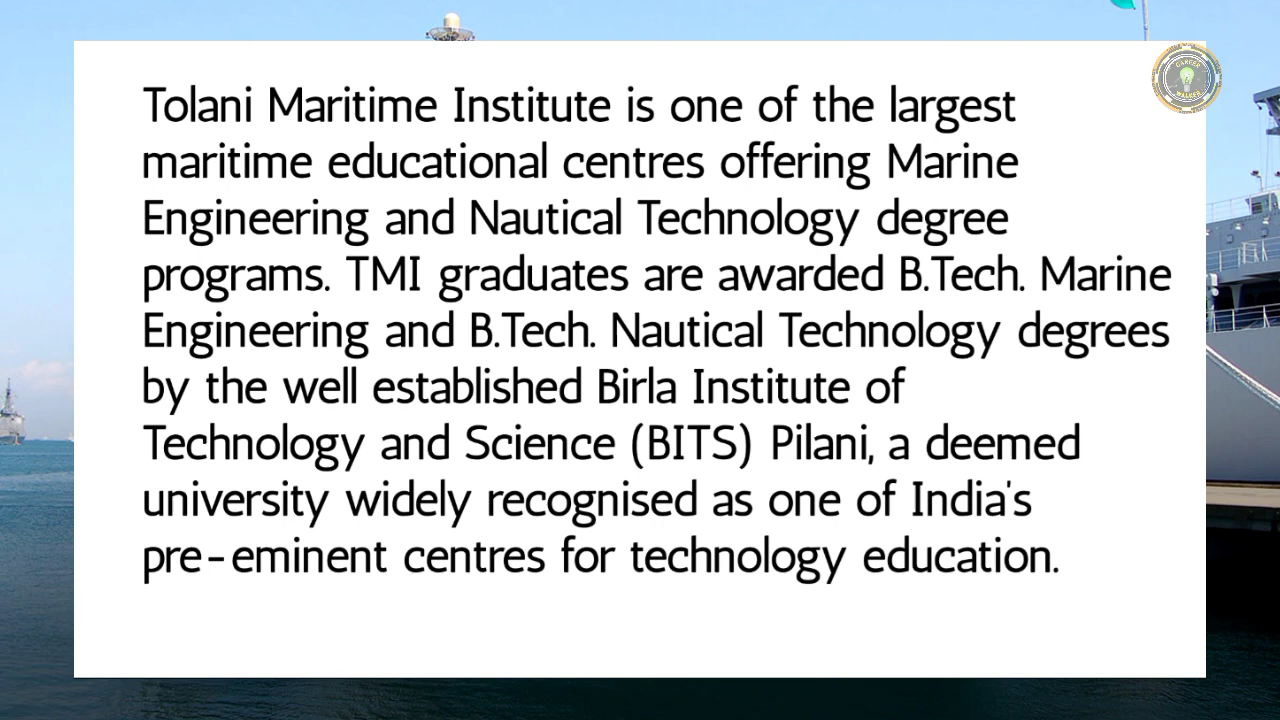 Tolani Maritime Institute is one of the largest
maritime educational centres offering Marine
Engineering and Nautical Technology degree
programs. TMI graduates are awarded B.Tech. Marine
Engineering and B.Tech. Nautical Technology degrees
by the well established Birla Institute of
Technology and Science (BITS) Pilani, a deemed
university widely recognised as one of India's
pre-eminent centres for technology education.
CAREER
WALKER